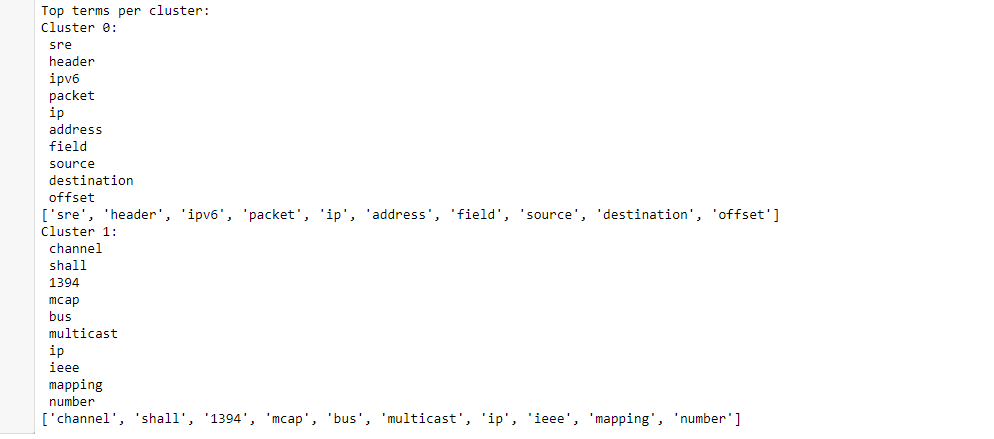 Top terms per cluster:
Cluster 0:
sre
header
ipv6
packet
ip
address
field
source
destination
offset
['sre', 'header', 'ipv6', 'packet', 'ip', 'address', 'field', 'source', 'destination', 'offset']
Cluster 1:
channel
shall
1394
mcap
bus
multicast
ip
ieee
mapping
number
['channel', 'shall', '1394', 'mcap', 'bus', 'multicast', 'ip', 'ieee', 'mapping', 'number']